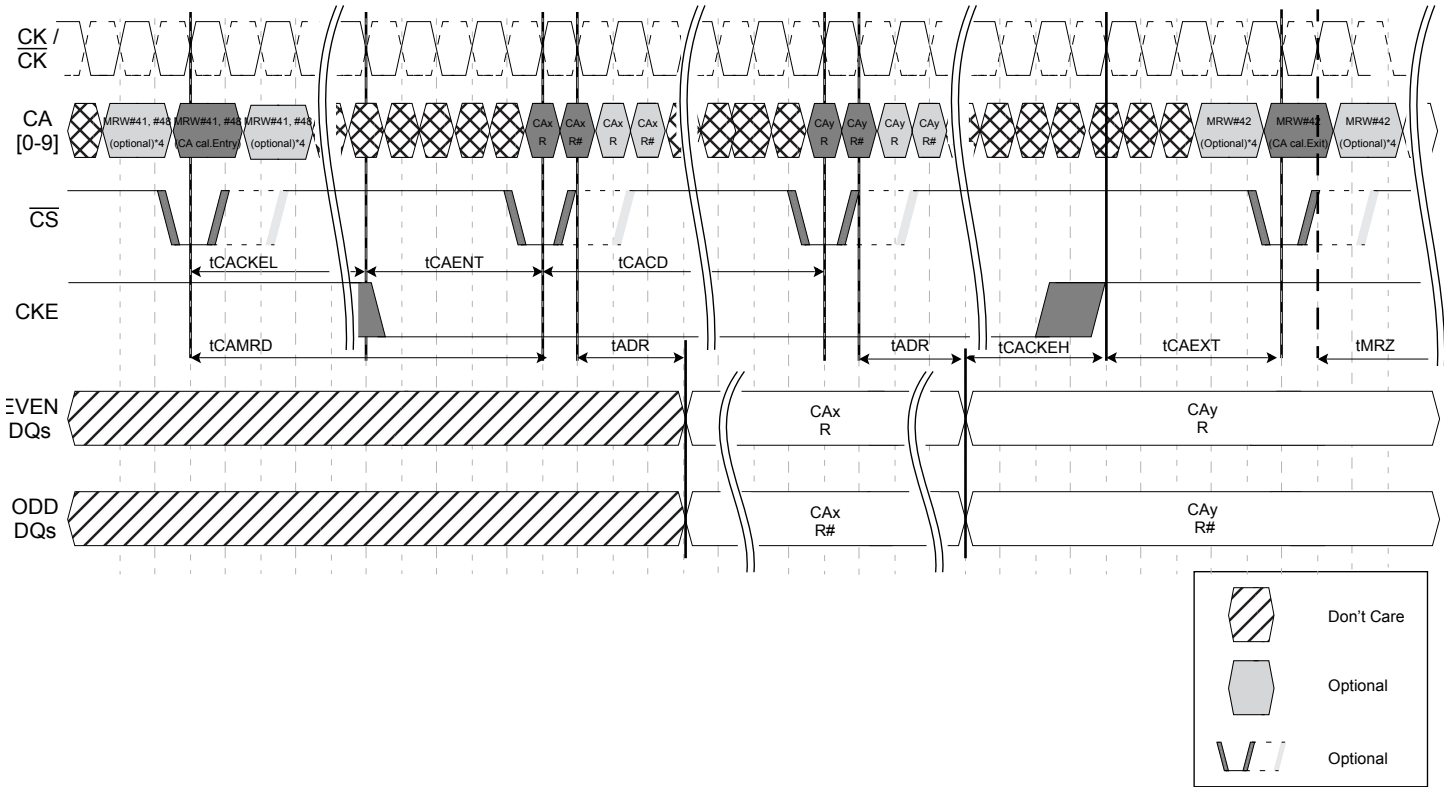 CK /
CK
CA
[0-9]
MRW#41, #48
(optional)*4
MRW#41, #48
(CA cal.Entry)
MRW#41, #48
(optional)*4
CAx
R
CAx
R#
CAx
R
CAx
R#
CAy
R
CAy
R#
CAy
R
CAy
R#
MRW#42
(Optional)*4
MRW#42
(CA cal.Exit)
MRW#42
(Optional)*4
CS
tCACKEL
tCAENT
tCACD
CKE
tCAMRD
tADR
tADR
tCACKEH
tCAEXT
tMRZ
EVEN
DQs
CAx
R
CAy
R
ODD
DQs
CAx
R#
CAy
R#
Don't Care
Optional
Optional